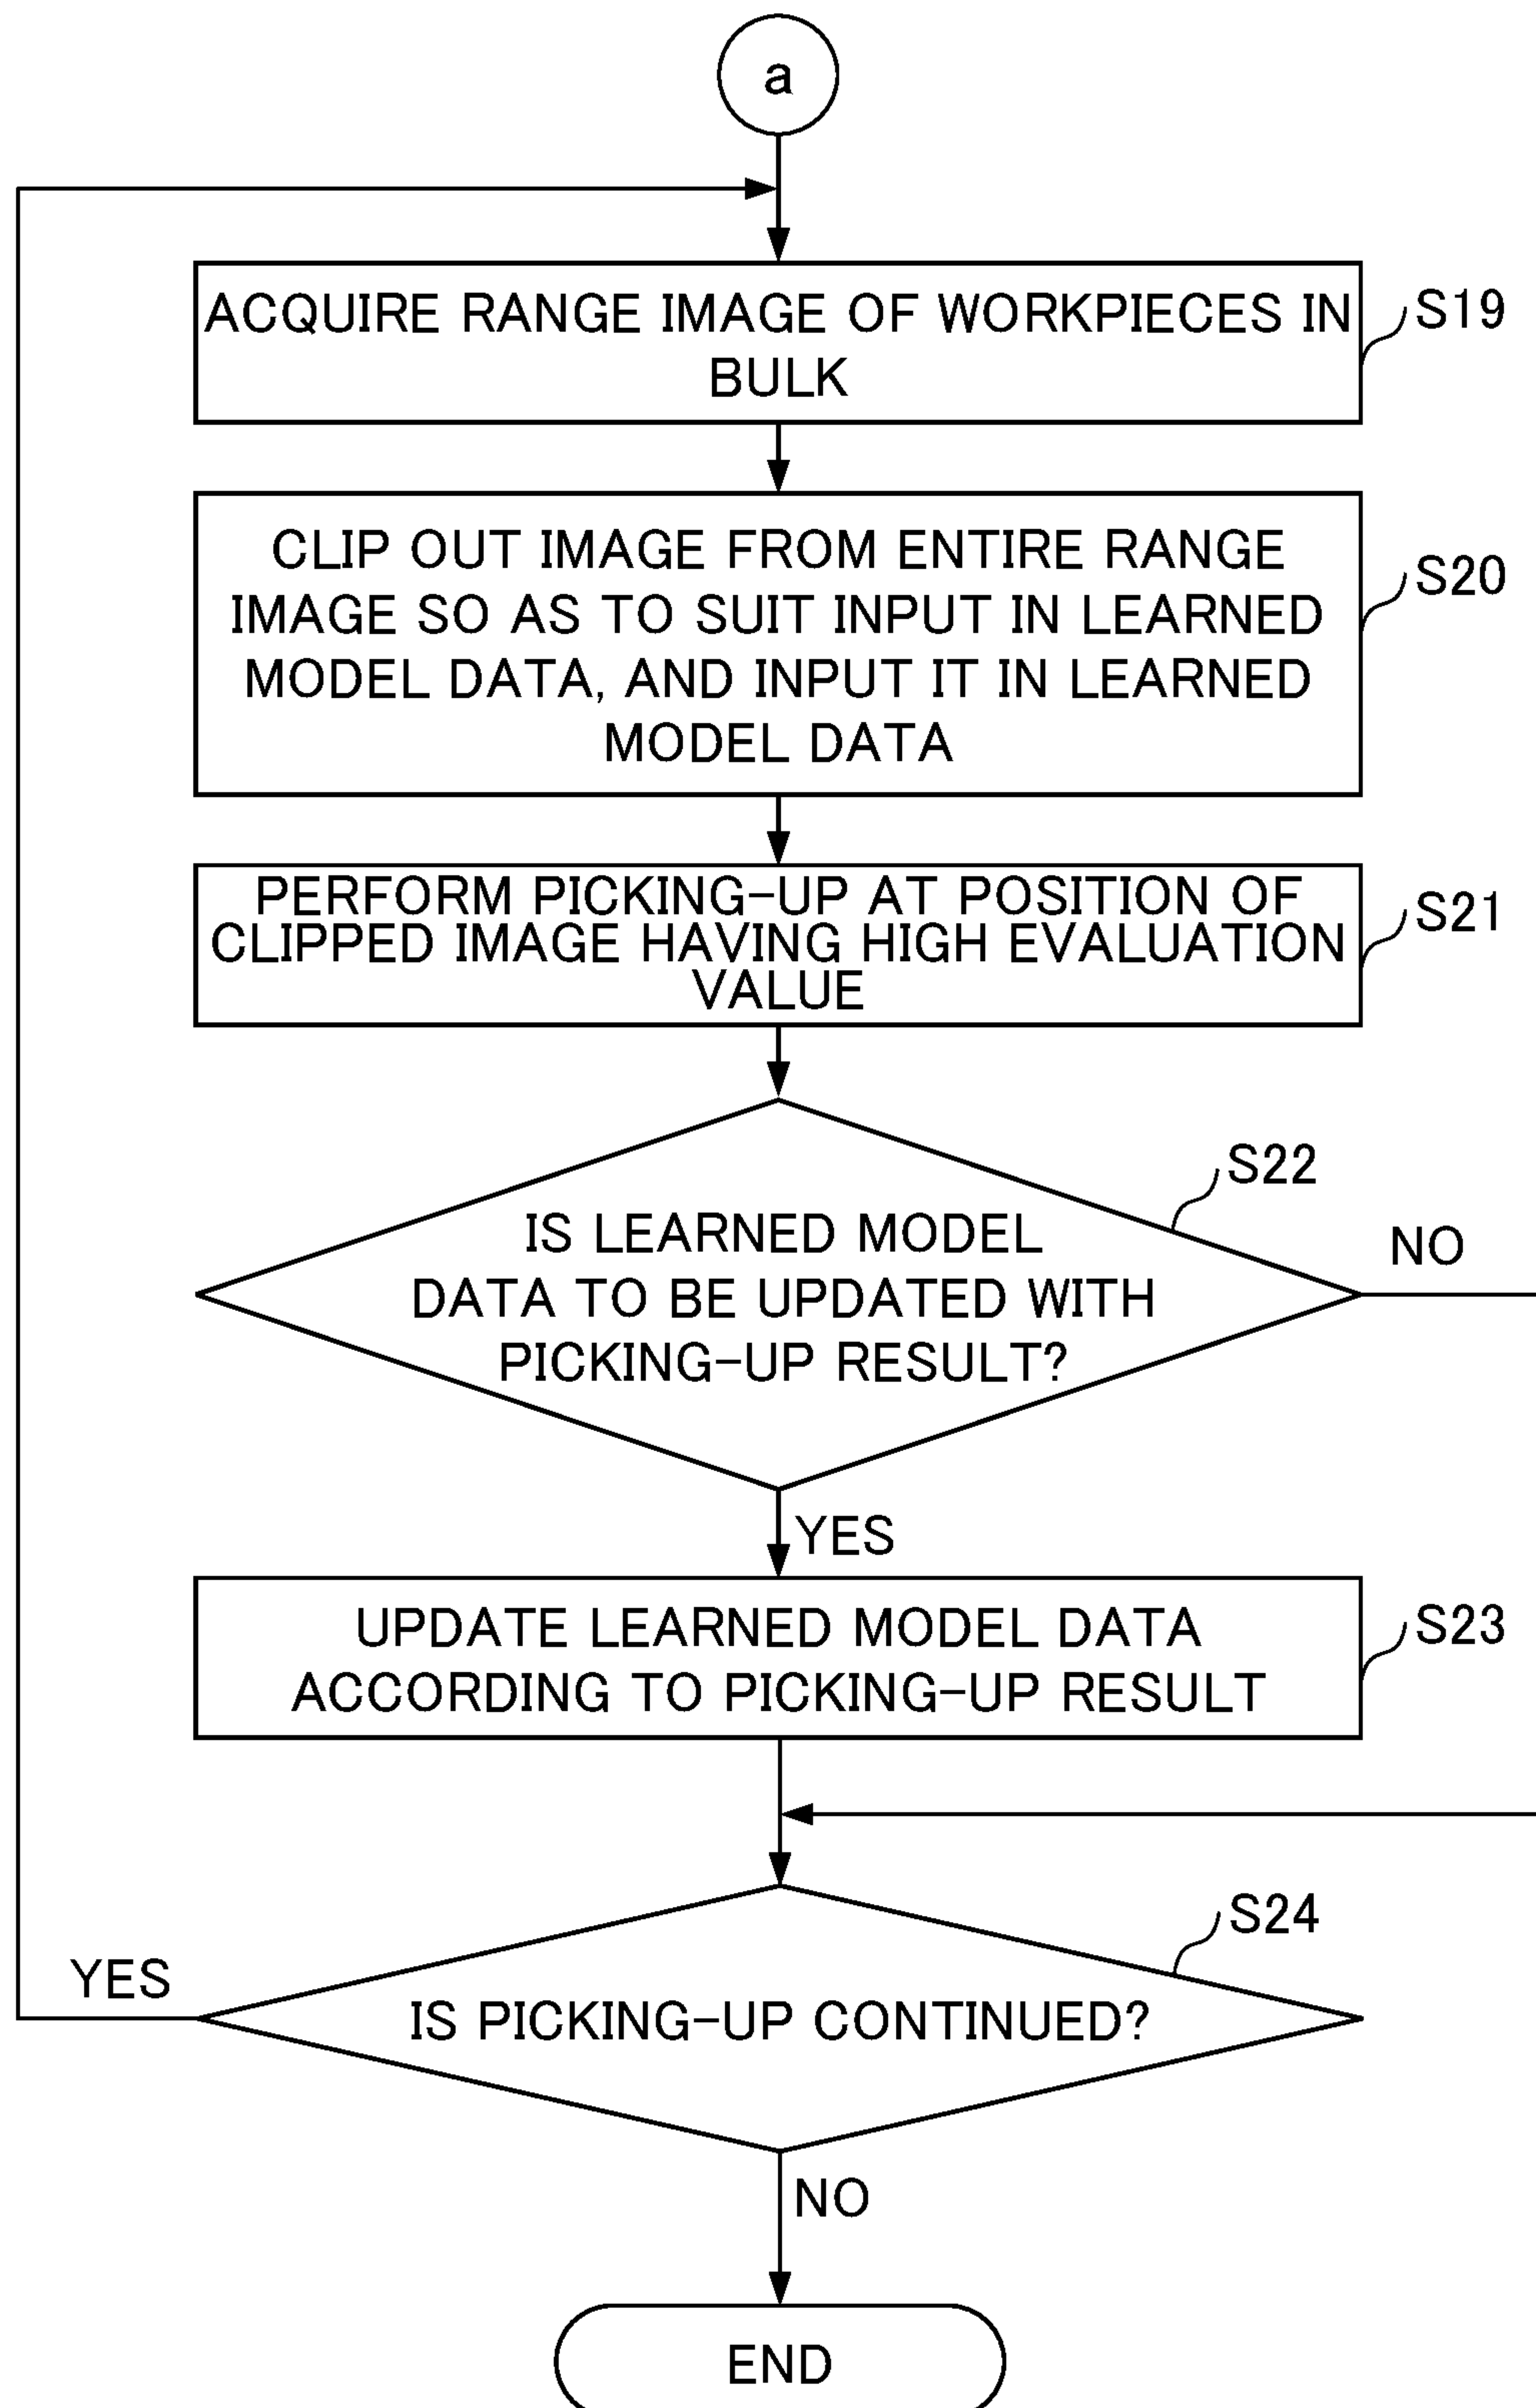 a
ACQUIRE RANGE IMAGE OF WORKPIECES IN
BULK
S19
CLIP OUT IMAGE FROM ENTIRE RANGE
IMAGE SO AS TO SUIT INPUT IN LEARNED
MODEL DATA, AND INPUT IT IN LEARNED
MODEL DATA
S20
PERFORM PICKING-UP AT POSITION OF
CLIPPED IMAGE HAVING HIGH EVALUATION
VALUE
S21
S22
IS LEARNED MODEL
DATA TO BE UPDATED WITH
PICKING-UP RESULT?
NO
YES
UPDATE LEARNED MODEL DATA
ACCORDING TO PICKING-UP RESULT
S23
S24
YES
IS PICKING-UP CONTINUED?
NO
END